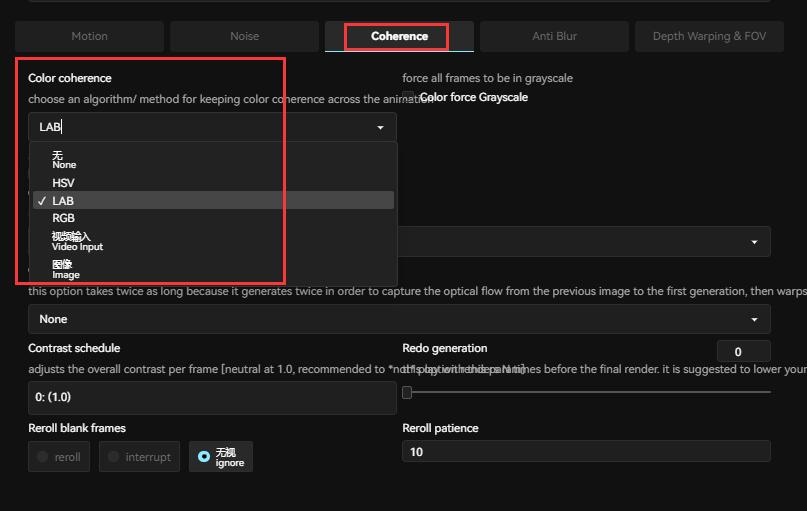 Motion
Noise
Coherence
Anti Blur
Depth Warping & FOV
Color coherence
choose an algorithm/ method for keeping color coherence across the animation
force all frames to be in grayscale
Color force Grayscale
LAB
无
None
HSV
✓ LAB
RGB
视频输入
Video Input
图像
Image
this option takes twice as long because it generates twice in order to capture the optical flow from the previous image to the first generation, then warps
None
Contrast schedule
adjusts the overall contrast per frame [neutral at 1.0, recommended to *not*
0: (1.0)
Redo generation
0
times before the final render. it is suggested to lower your
Reroll blank frames
reroll
interrupt
无视
ignore
Reroll patience
10